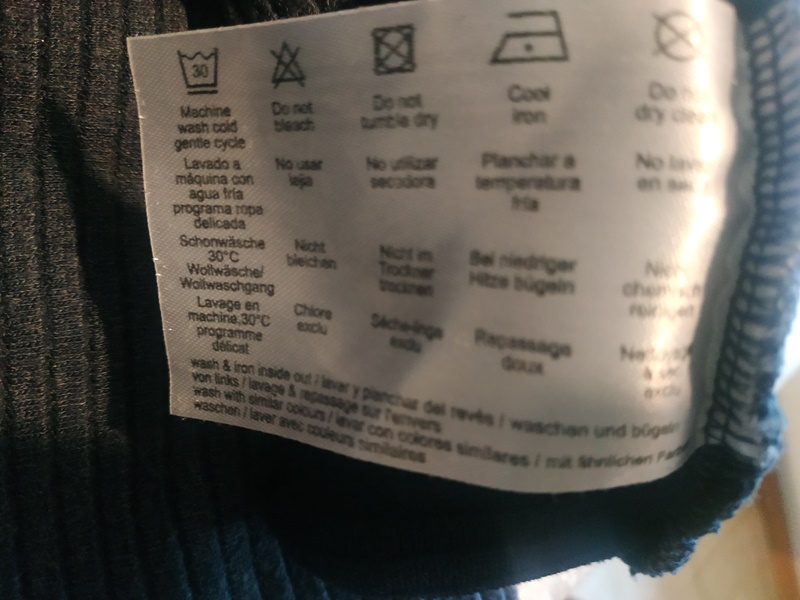 30
Machine
wash cold
gentle cycle
Do not
bleach
Do not
tumble dry
Cool
iron
Do
dry
Lavado a
máquina con
agua fría
programa ropa
delicada
No usar
lejía
No utilizar
secadora
Planchar a
temperatura
fría
No
en
Schonwäsche
30°C
Wollwäsche/
Wollwaschgang
Nicht
bleichen
Nicht im
Trockner
trocknen
Bei niedriger
Hitze bügeln
Lavage en
machine,30°C
programme
délicat
Chlore
exclu
Sèche-linge
exclu
Repassage
doux
wash & iron inside out / lavar y planchar del revés / waschen und bügeln
von links / lavage & repassage sur l'envers
wash with similar colours / lavar con colores similares / mit ähnlichen
waschen / laver avec couleurs similaires